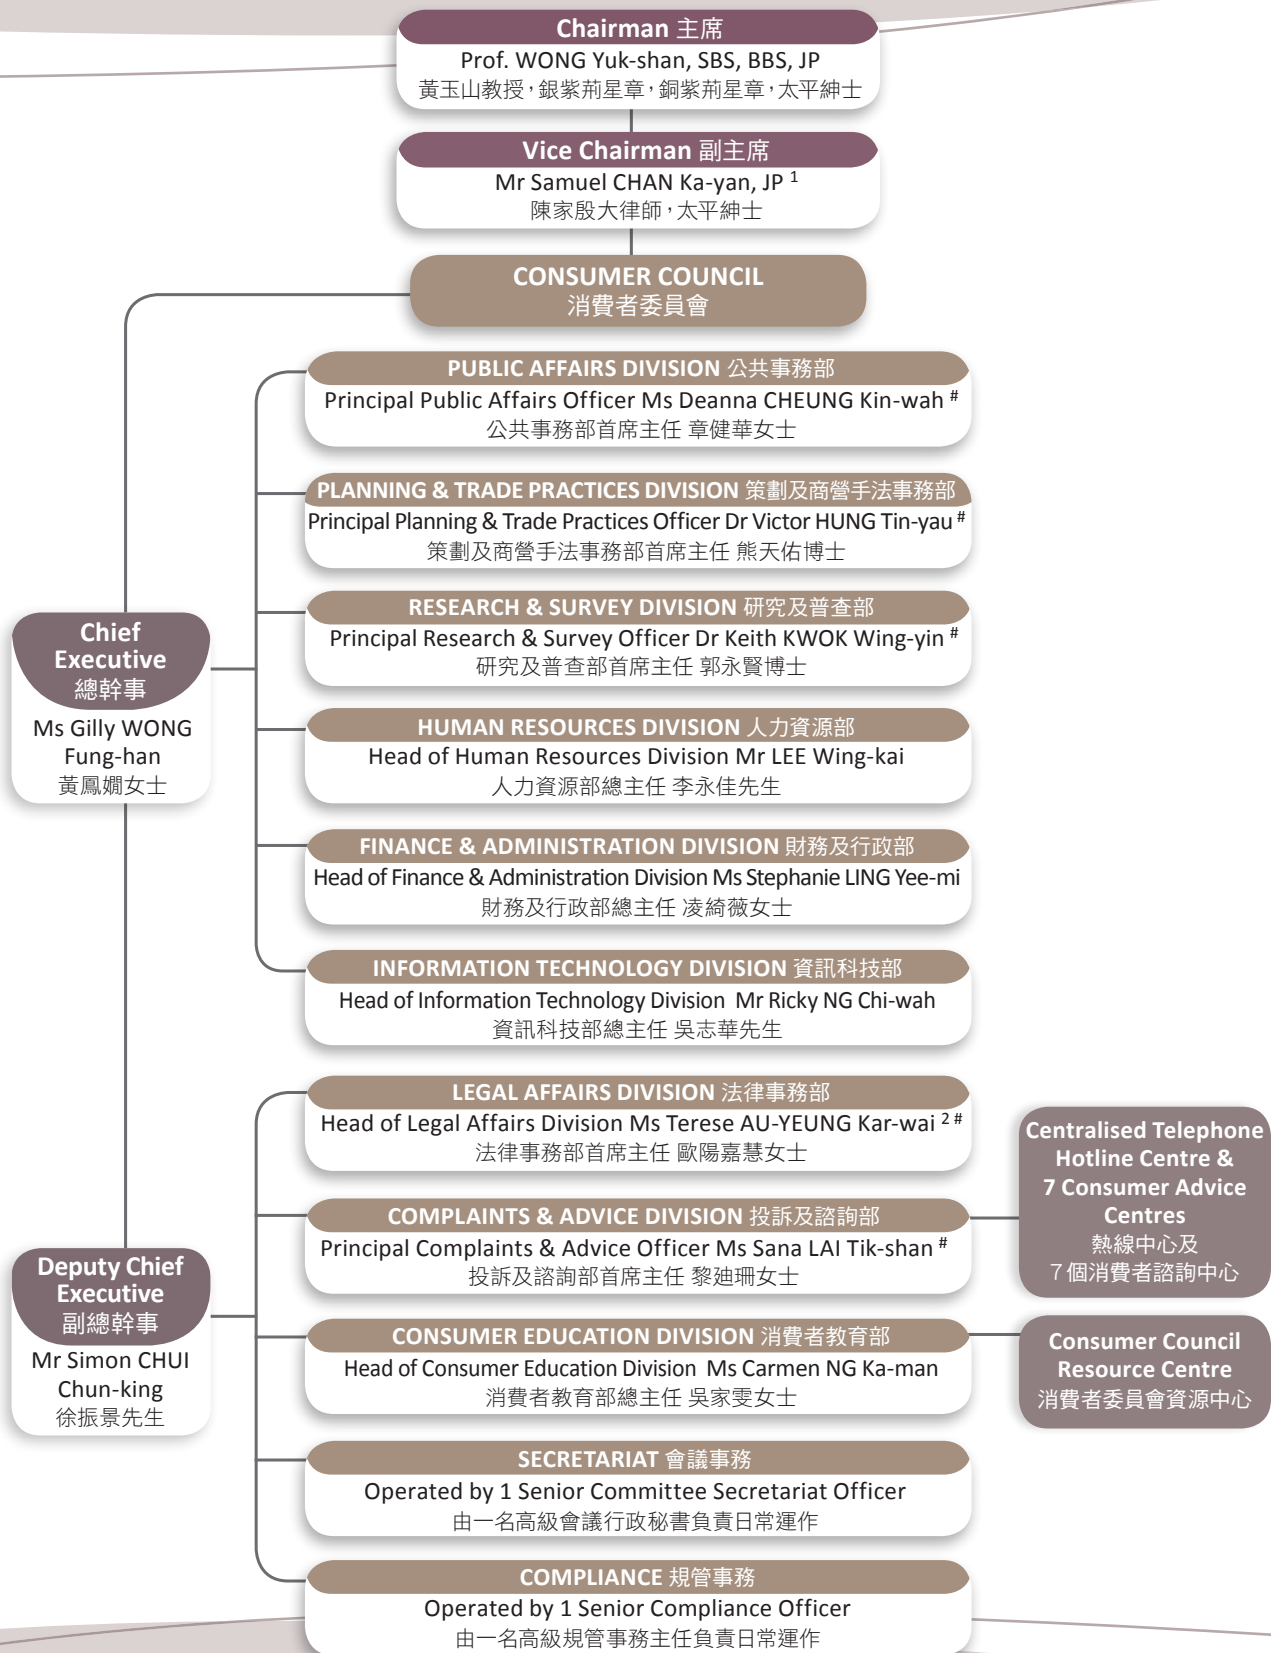 Chairman 主席
Prof. WONG Yuk-shan, SBS, BBS, JP
黃玉山教授，銀紫荊星章，銅紫荊星章，太平紳士
Vice Chairman 副主席
Mr Samuel CHAN Ka-yan, JP 1
陳家殷大律師，太平紳士
CONSUMER COUNCIL
消費者委員會
PUBLIC AFFAIRS DIVISION 公共事務部
Principal Public Affairs Officer Ms Deanna CHEUNG Kin-wah #
公共事務部首席主任 章健華女士
PLANNING & TRADE PRACTICES DIVISION 策劃及商營手法事務部
Principal Planning & Trade Practices Officer Dr Victor HUNG Tin-yau #
策劃及商營手法事務部首席主任 熊天佑博士
RESEARCH & SURVEY DIVISION 研究及普查部
Principal Research & Survey Officer Dr Keith KWOK Wing-yin #
研究及普查部首席主任 郭永賢博士
Chief
Executive
總幹事
Ms Gilly WONG
Fung-han
黃鳳嫺女士
HUMAN RESOURCES DIVISION 人力資源部
Head of Human Resources Division Mr LEE Wing-kai
人力資源部總主任 李永佳先生
FINANCE & ADMINISTRATION DIVISION 財務及行政部
Head of Finance & Administration Division Ms Stephanie LING Yee-mi
財務及行政部總主任 凌綺薇女士
INFORMATION TECHNOLOGY DIVISION 資訊科技部
Head of Information Technology Division Mr Ricky NG Chi-wah
資訊科技部總主任 吳志華先生
LEGAL AFFAIRS DIVISION 法律事務部
Head of Legal Affairs Division Ms Terese AU-YEUNG Kar-wai 2 #
法律事務部首席主任 歐陽嘉慧女士
COMPLAINTS & ADVICE DIVISION 投訴及諮詢部
Principal Complaints & Advice Officer Ms Sana LAI Tik-shan #
投訴及諮詢部首席主任 黎廸珊女士
Centralised Telephone
Hotline Centre &
7 Consumer Advice
Centres
熱線中心及
7個消費者諮詢中心
Deputy Chief
Executive
副總幹事
Mr Simon CHUI
Chun-king
徐振景先生
CONSUMER EDUCATION DIVISION 消費者教育部
Head of Consumer Education Division Ms Carmen NG Ka-man
消費者教育部總主任 吳家雯女士
Consumer Council
Resource Centre
消費者委員會資源中心
SECRETARIAT 會議事務
Operated by 1 Senior Committee Secretariat Officer
由一名高級會議行政秘書負責日常運作
COMPLIANCE 規管事務
Operated by 1 Senior Compliance Officer
由一名高級規管事務主任負責日常運作